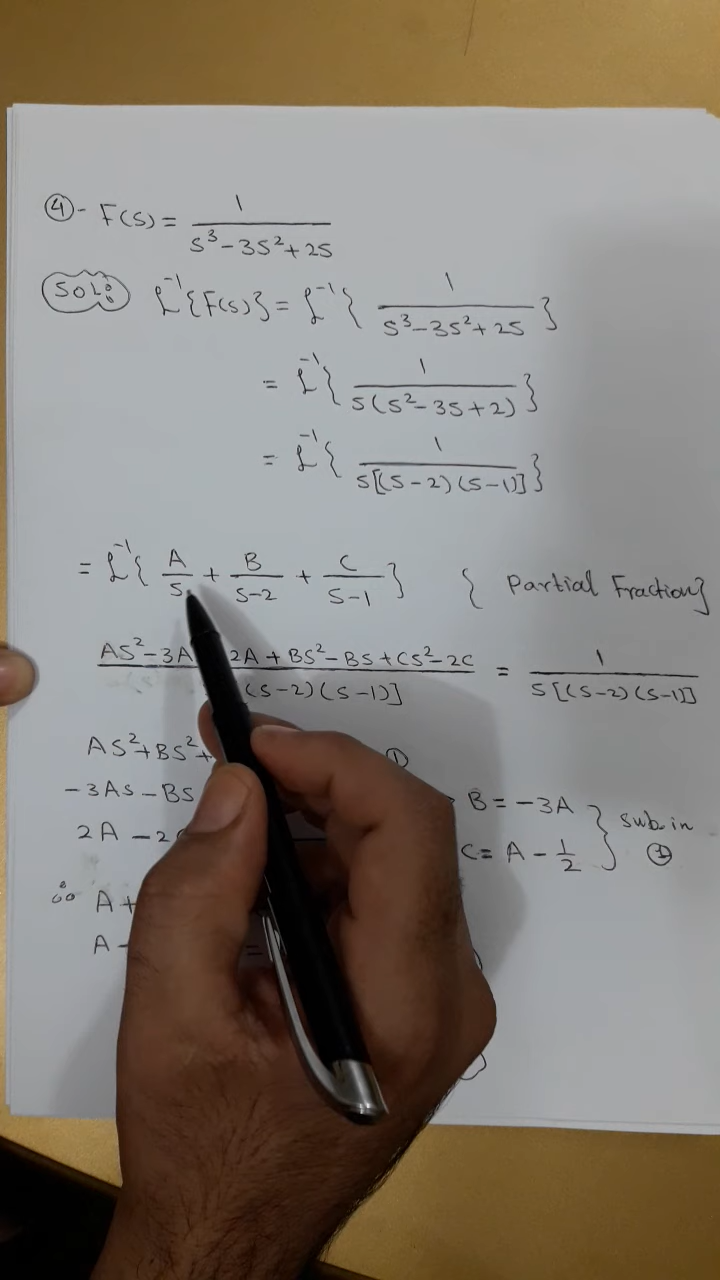 ④- F(s) = 1 / s³-3s²+2s
SOL: ℒ⁻¹{F(s)} = ℒ⁻¹{ 1 / s³-3s²+2s }
= ℒ⁻¹{ 1 / s(s²-3s+2) }
= ℒ⁻¹{ 1 / s[(s-2)(s-1)] }
= ℒ⁻¹{ A/s + B/s-2 + C/s-1 } { Partial Fraction}
As²-3A 2A + Bs²-Bs+Cs²-2C / (s-2)(s-1)] = 1 / s[(s-2)(s-1)]
As²+Bs²+ ①
-3As-Bs B = -3A } sub. in
2A - 2 C = A - 1/2 ①
∴ A+
A- =